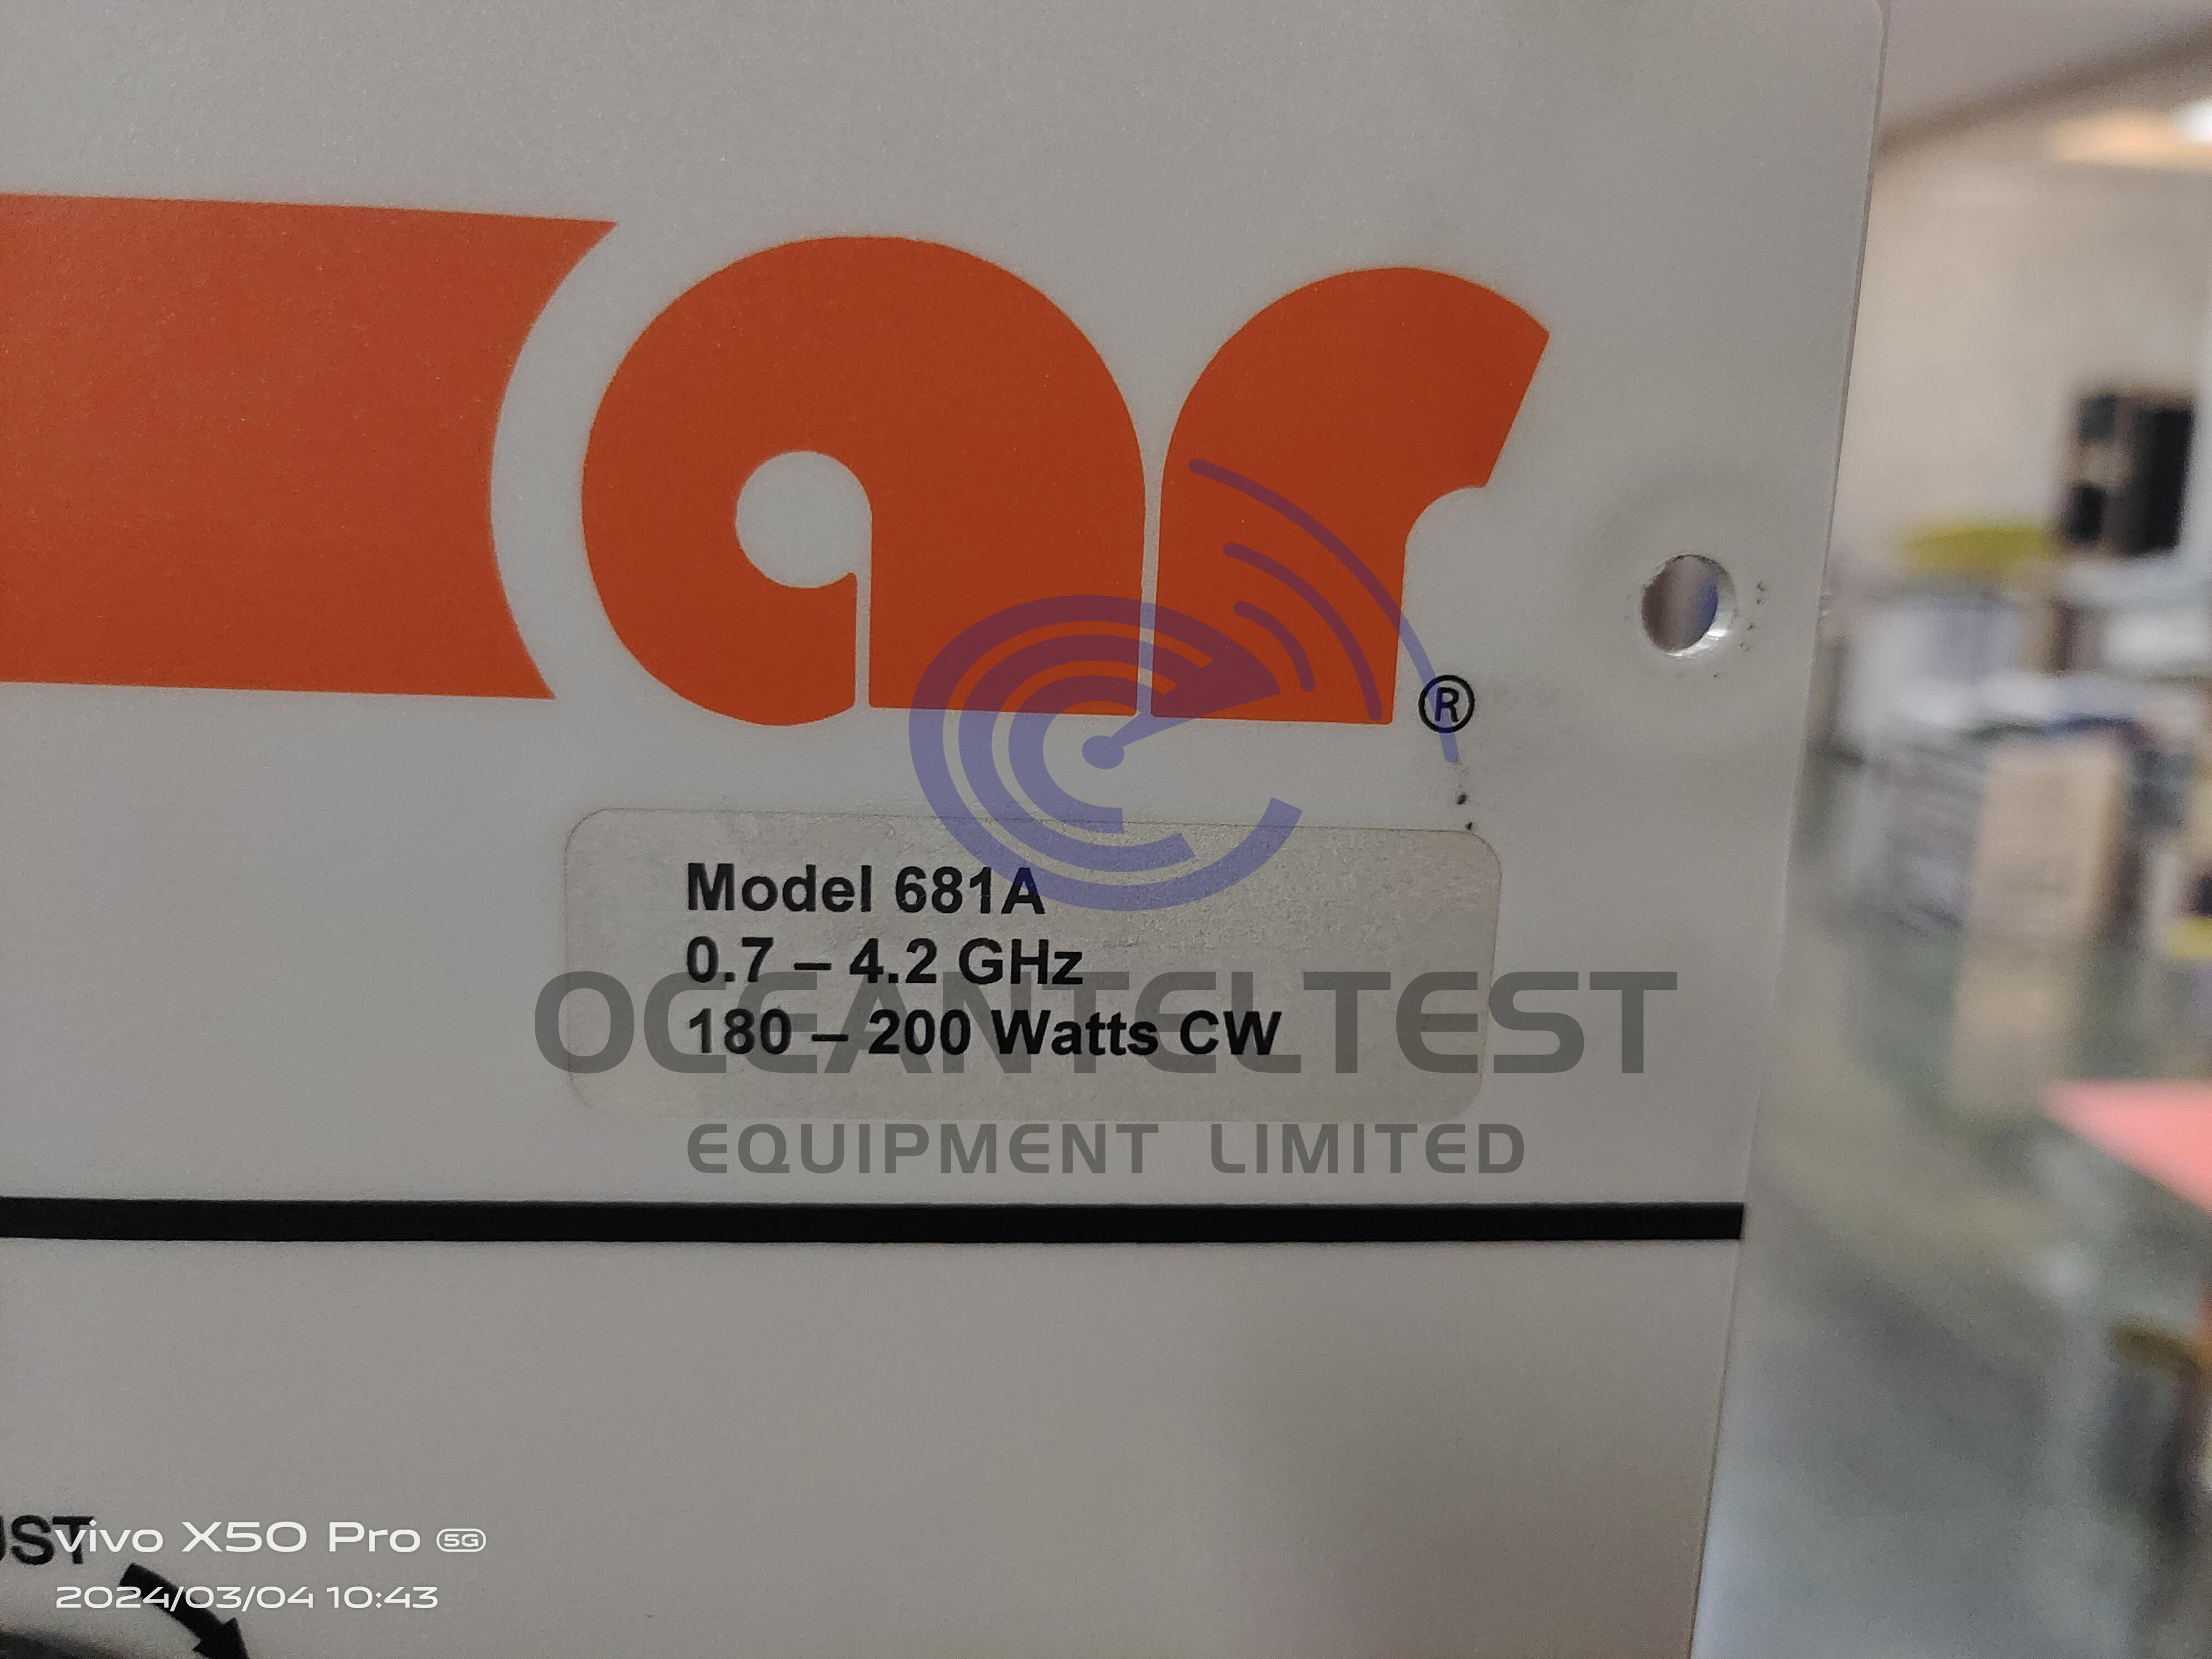 ar
®
Model 681A
0.7 – 4.2 GHz
180 – 200 Watts CW
OCEANTELTEST
EQUIPMENT LIMITED
UST
vivo X50 Pro 5G
2024/03/04 10:43